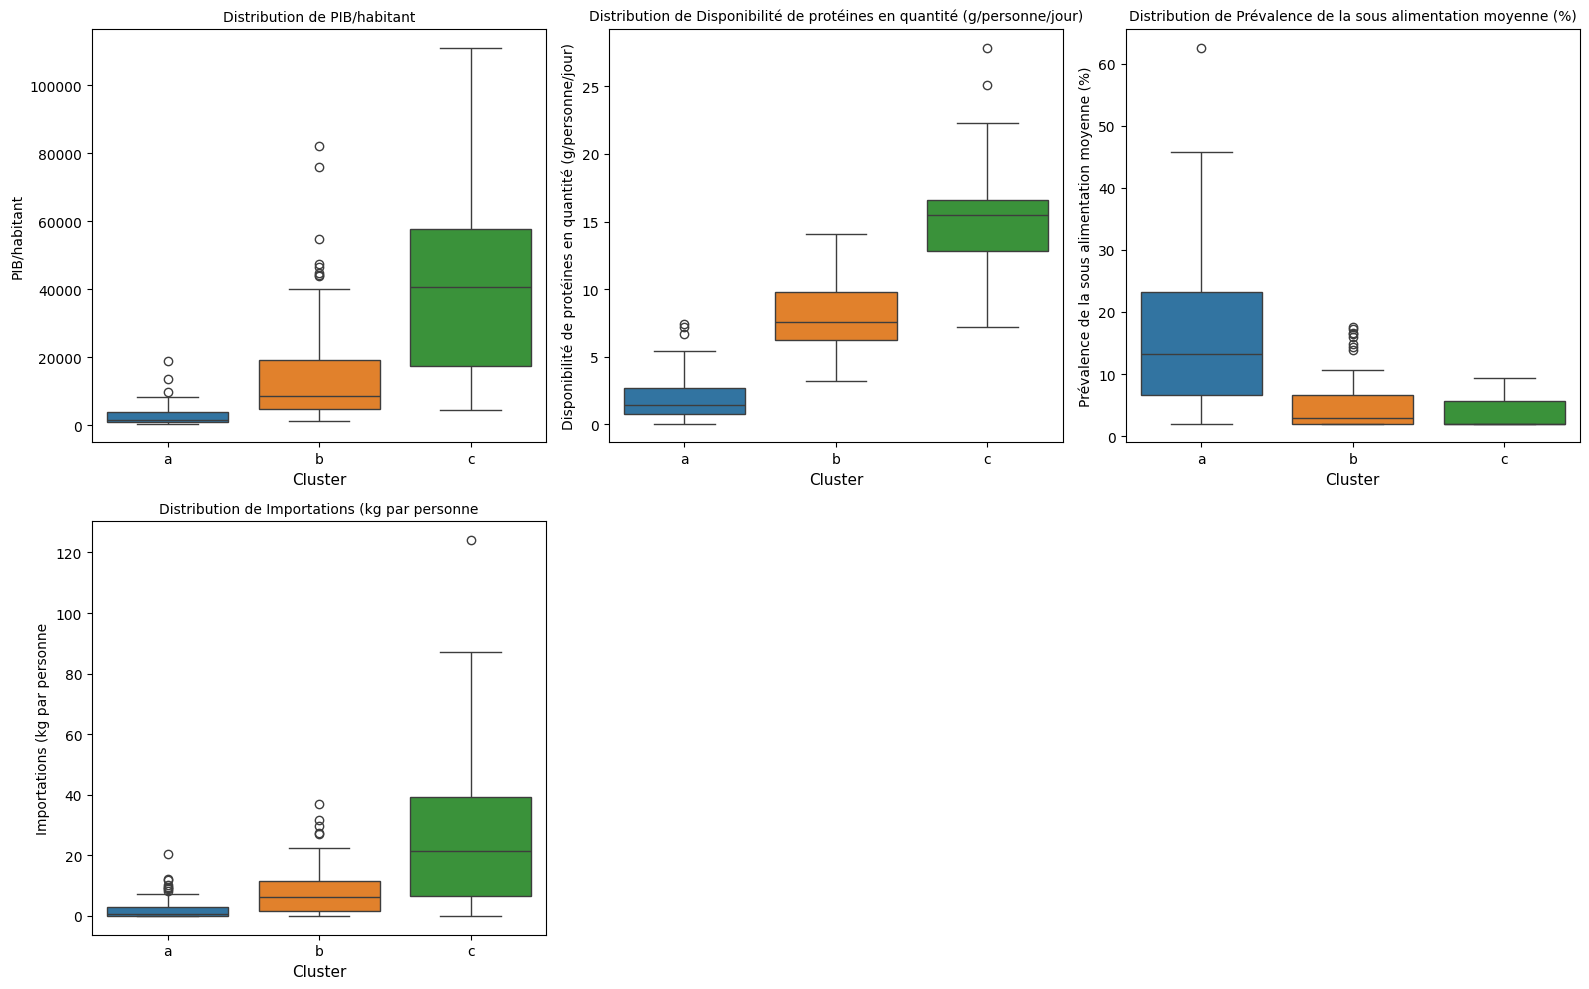 Distribution de PIB/habitant
PIB/habitant
100000
80000
60000
40000
20000
0
a b c
Cluster
Distribution de Disponibilité de protéines en quantité (g/personne/jour)
Disponibilité de protéines en quantité (g/personne/jour)
25
20
15
10
5
0
a b c
Cluster
Distribution de Prévalence de la sous alimentation moyenne (%)
Prévalence de la sous alimentation moyenne (%)
60
50
40
30
20
10
0
a b c
Cluster
Distribution de Importations (kg par personne
Importations (kg par personne
120
100
80
60
40
20
0
a b c
Cluster